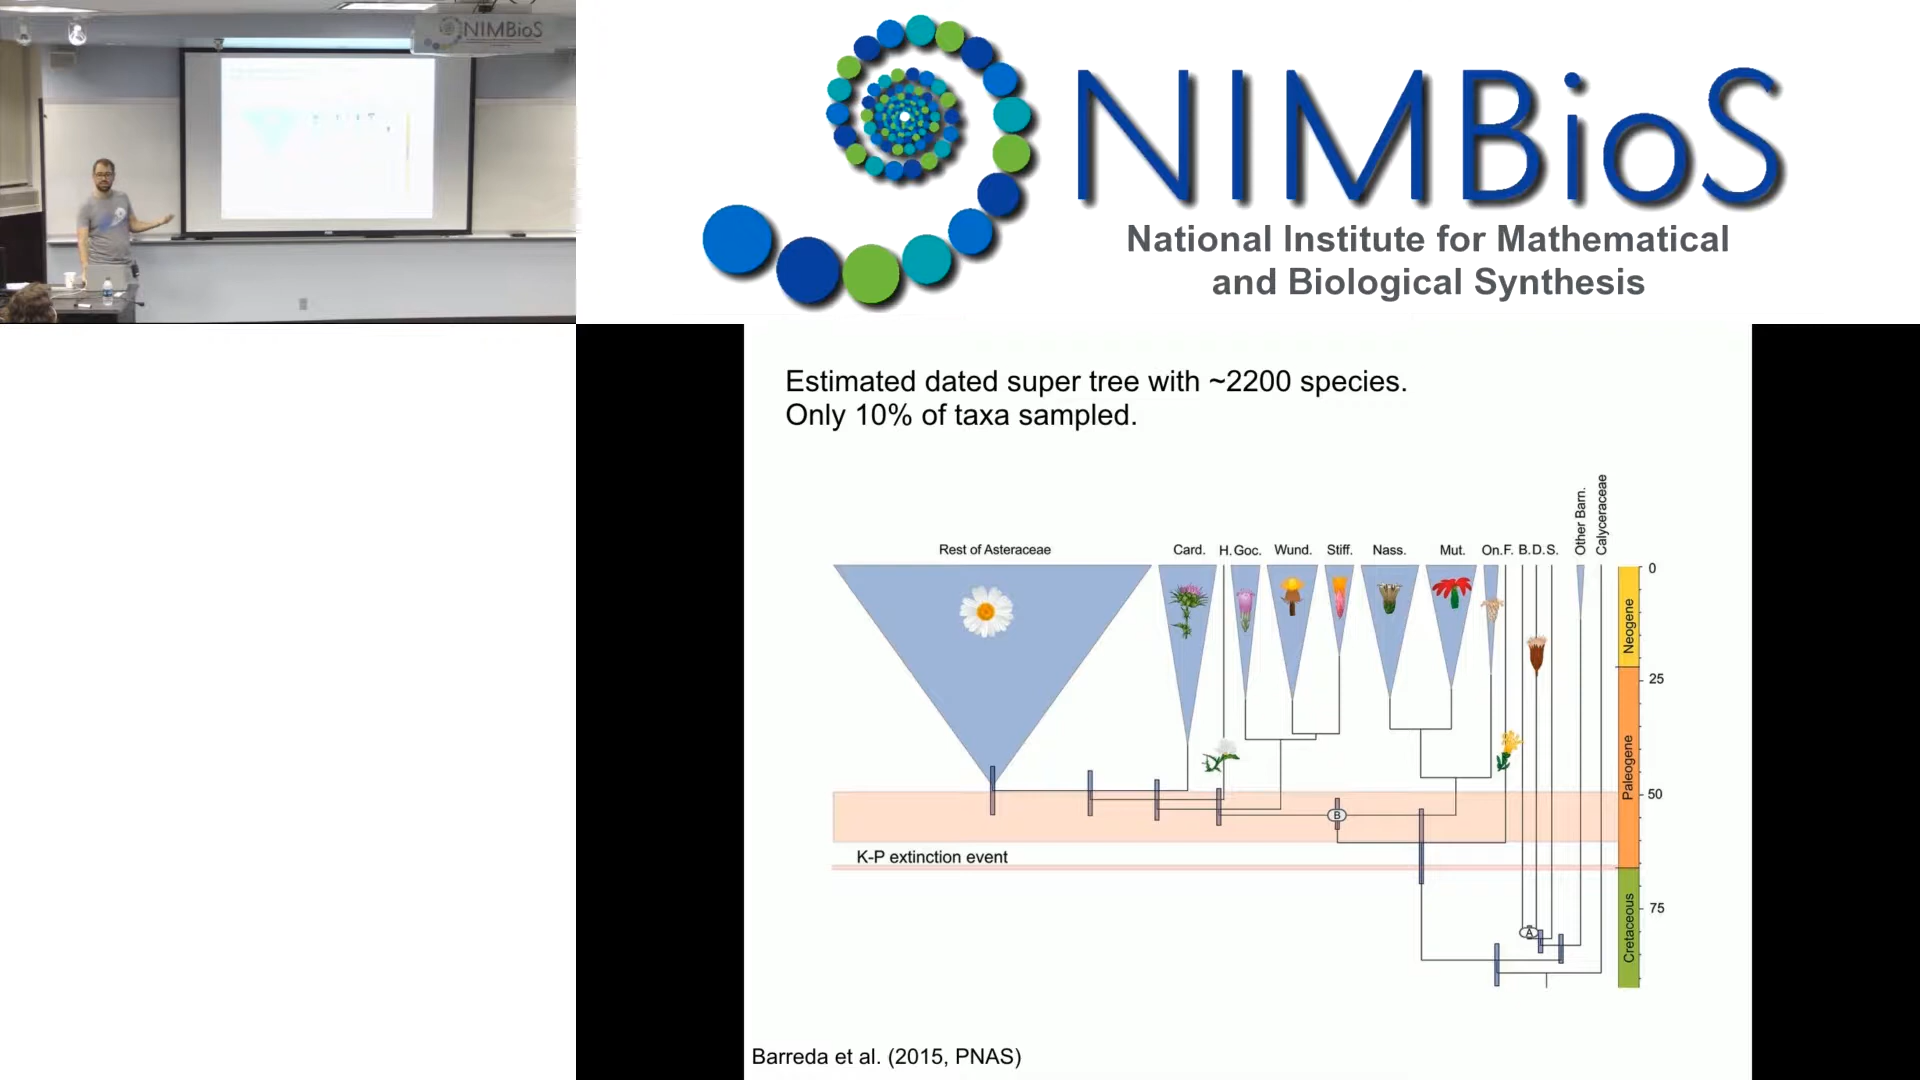 NIMBioS
NIMBioS
National Institute for Mathematical
and Biological Synthesis
Estimated dated super tree with ~2200 species.
Only 10% of taxa sampled.
Rest of Asteraceae
Card.
H. Goc.
Wund.
Stiff.
Nass.
Mut.
On. F. B. D. S.
Other Barn.
Calyceraceae
0
25
50
75
Neogene
Paleogene
Cretaceous
B
A
K-P extinction event
Barreda et al. (2015, PNAS)